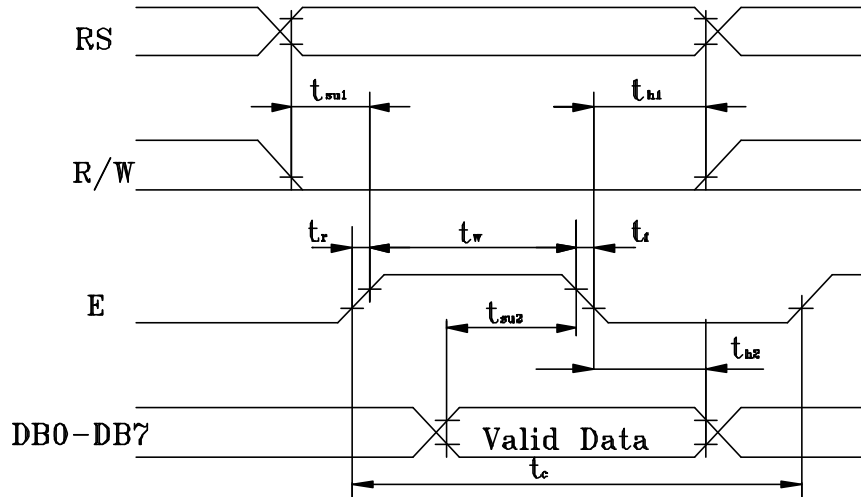 RS
tsu1
th1
R/W
tr
tw
tf
E
tsu2
th2
DB0-DB7
Valid Data
tc